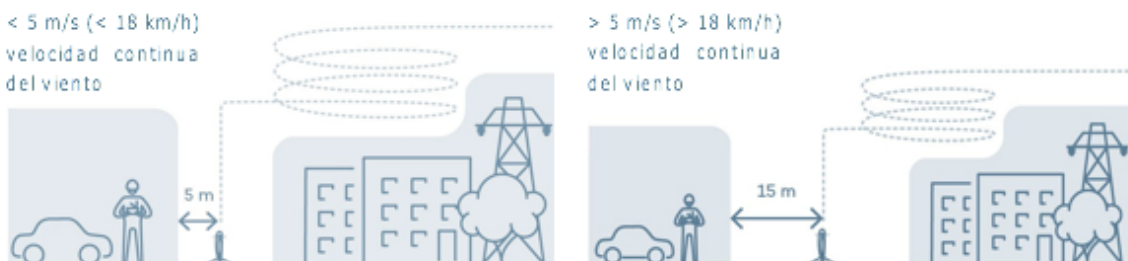 < 5 m/s (< 18 km/h)
velocidad continua
del viento
5 m
> 5 m/s (> 18 km/h)
velocidad continua
del viento
15 m